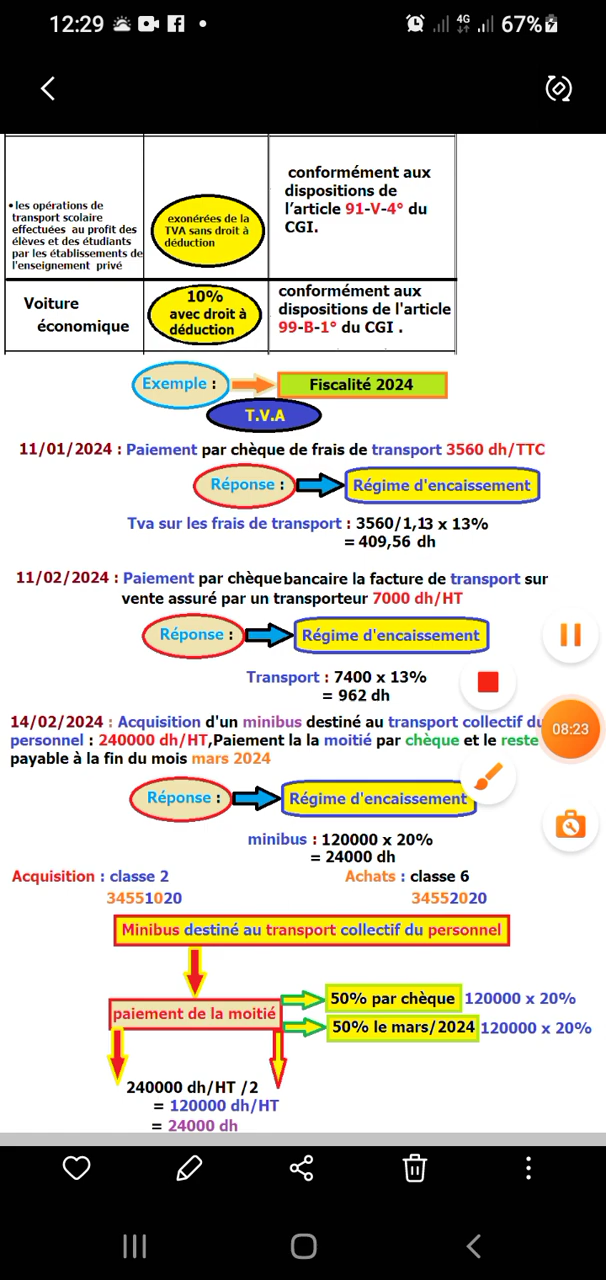 12:29
4G
67%
• les opérations de
transport scolaire
effectuées au profit des
élèves et des étudiants
par les établissements de
l'enseignement privé
exonérées de la
TVA sans droit à
déduction
conformément aux
dispositions de
l'article 91-V-4° du
CGI.
Voiture
économique
10%
avec droit à
déduction
conformément aux
dispositions de l'article
99-B-1° du CGI .
Exemple :
Fiscalité 2024
T.V.A
11/01/2024 : Paiement par chèque de frais de transport 3560 dh/TTC
Réponse :
Régime d'encaissement
Tva sur les frais de transport : 3560/1,13 x 13%
= 409,56 dh
11/02/2024 : Paiement par chèque bancaire la facture de transport sur
vente assuré par un transporteur 7000 dh/HT
Réponse :
Régime d'encaissement
Transport : 7400 x 13%
= 962 dh
14/02/2024 : Acquisition d'un minibus destiné au transport collectif du
personnel : 240000 dh/HT,Paiement la la moitié par chèque et le reste
payable à la fin du mois mars 2024
08:23
Réponse :
Régime d'encaissement
minibus : 120000 x 20%
= 24000 dh
Acquisition : classe 2
Achats : classe 6
34551020
34552020
Minibus destiné au transport collectif du personnel
paiement de la moitié
50% par chèque 120000 x 20%
50% le mars/2024 120000 x 20%
240000 dh/HT /2
= 120000 dh/HT
= 24000 dh